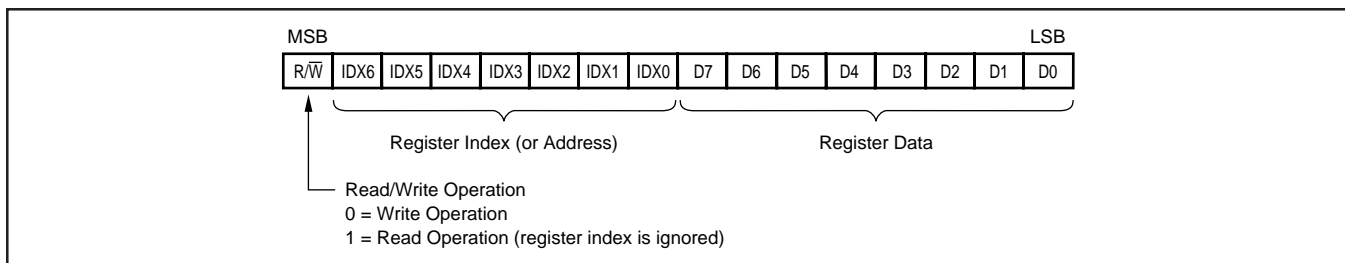 MSB LSB
R/W̅ IDX6 IDX5 IDX4 IDX3 IDX2 IDX1 IDX0 D7 D6 D5 D4 D3 D2 D1 D0
Register Index (or Address) Register Data
Read/Write Operation
0 = Write Operation
1 = Read Operation (register index is ignored)